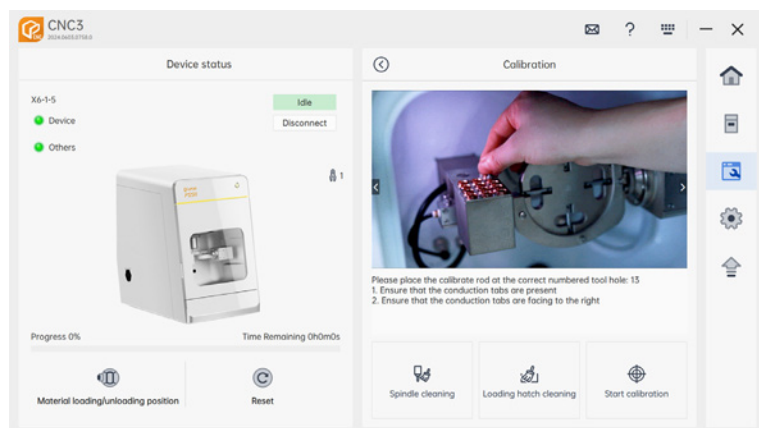 CNC3
Device status
X6-1-5
Idle
Device
Disconnect
Others
1
Progress 0%
Time Remaining 0h0m0s
Material loading/unloading position
Reset
Calibration
Please place the calibrate rod at the correct numbered tool hole: 13
1. Ensure that the conduction tabs are present
2. Ensure that the conduction tabs are facing to the right
Spindle cleaning
Loading hatch cleaning
Start calibration